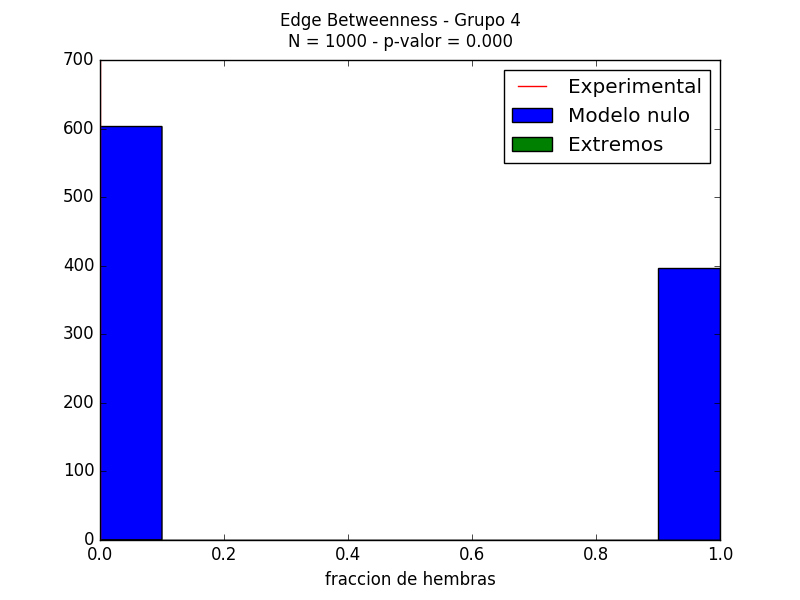 Edge Betweenness - Grupo 4
N = 1000 - p-valor = 0.000
700
600
500
400
300
200
100
0
Experimental
Modelo nulo
Extremos
0.0 0.2 0.4 0.6 0.8 1.0
fraccion de hembras